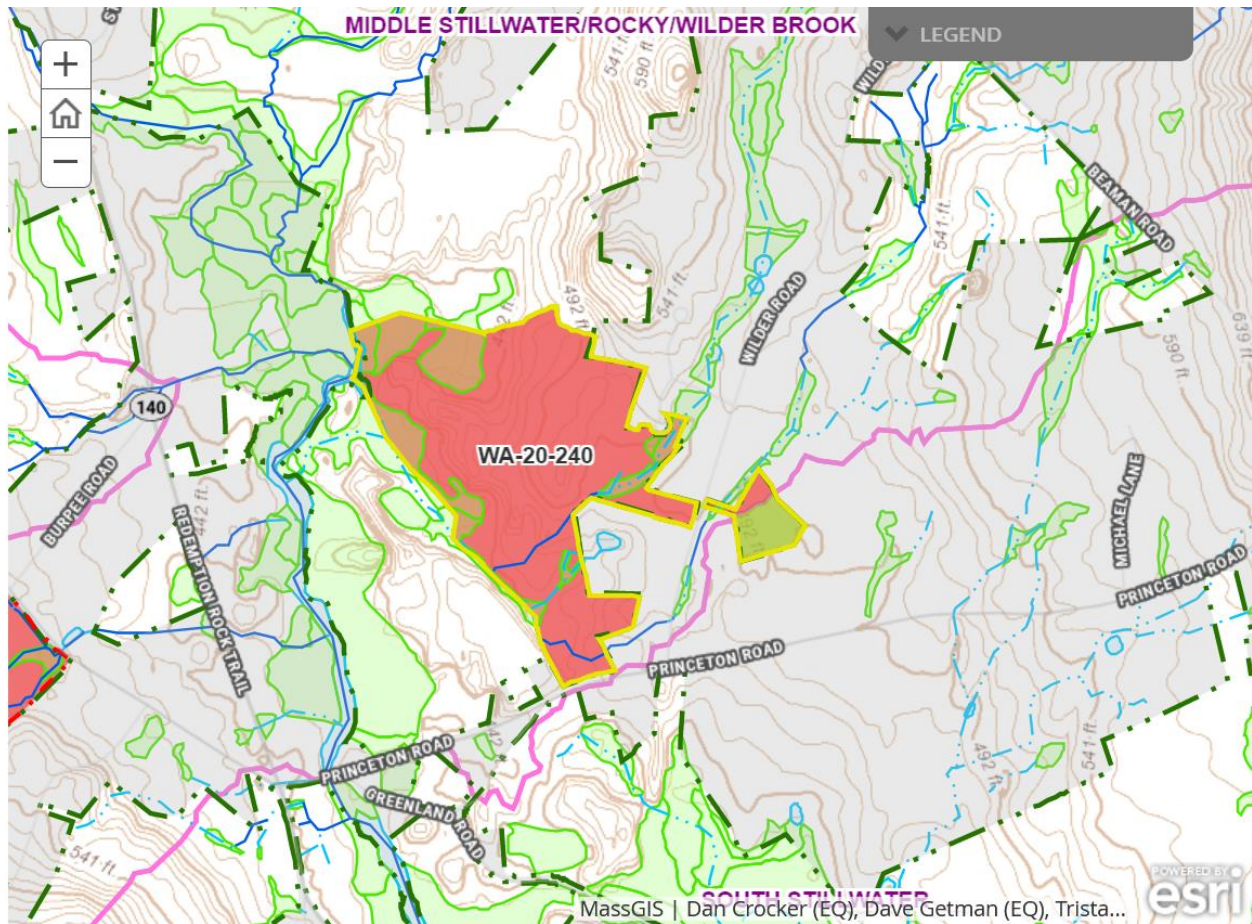 MIDDLE STILLWATER/ROCKY/WILDER BROOK
LEGEND
541 ft.
590 ft.
BEAMAN ROAD
541 ft.
541 ft.
492 ft.
WILDER ROAD
639 ft.
590 ft.
140
WA-20-240
BURPEE ROAD
442 ft.
REDEMPTION ROCK TRAIL
MICHAEL LANE
PRINCETON ROAD
PRINCETON ROAD
PRINCETON ROAD
GREENLAND ROAD
492 ft.
541 ft.
541 ft.
SOUTH STILLWATER
MassGIS | Dan Crocker (EQ), Dave Getman (EQ), Trista...
POWERED BY
esri